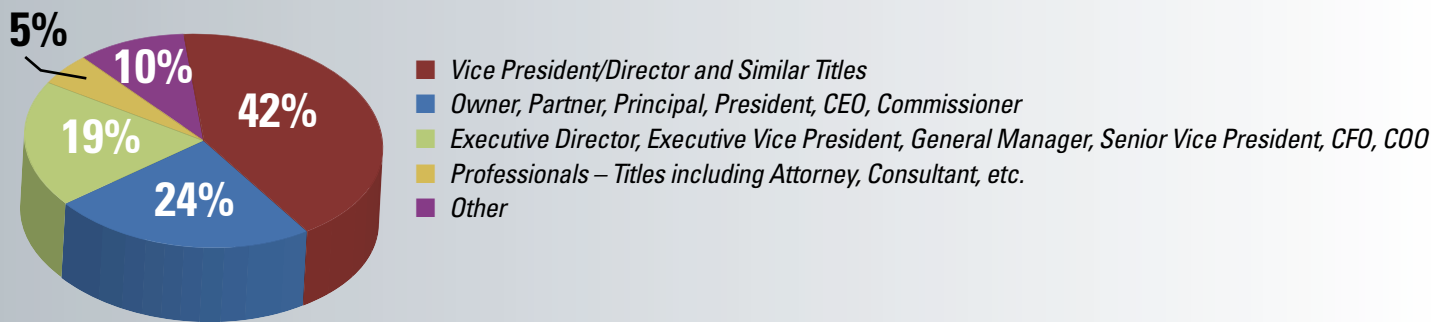 5%
10%
42%
19%
24%
Vice President/Director and Similar Titles
Owner, Partner, Principal, President, CEO, Commissioner
Executive Director, Executive Vice President, General Manager, Senior Vice President, CFO, COO
Professionals – Titles including Attorney, Consultant, etc.
Other